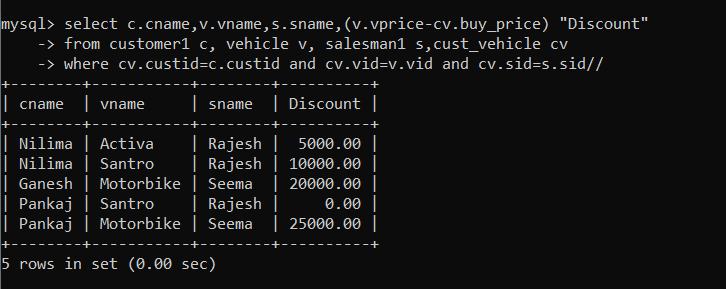 mysql> select c.cname,v.vname,s.sname,(v.vprice-cv.buy_price) "Discount"
    -> from customer1 c, vehicle v, salesman1 s,cust_vehicle cv
    -> where cv.custid=c.custid and cv.vid=v.vid and cv.sid=s.sid//
+--------+-----------+--------+----------+
| cname  | vname     | sname  | Discount |
+--------+-----------+--------+----------+
| Nilima | Activa    | Rajesh |  5000.00 |
| Nilima | Santro    | Rajesh | 10000.00 |
| Ganesh | Motorbike | Seema  | 20000.00 |
| Pankaj | Santro    | Rajesh |     0.00 |
| Pankaj | Motorbike | Seema  | 25000.00 |
+--------+-----------+--------+----------+
5 rows in set (0.00 sec)